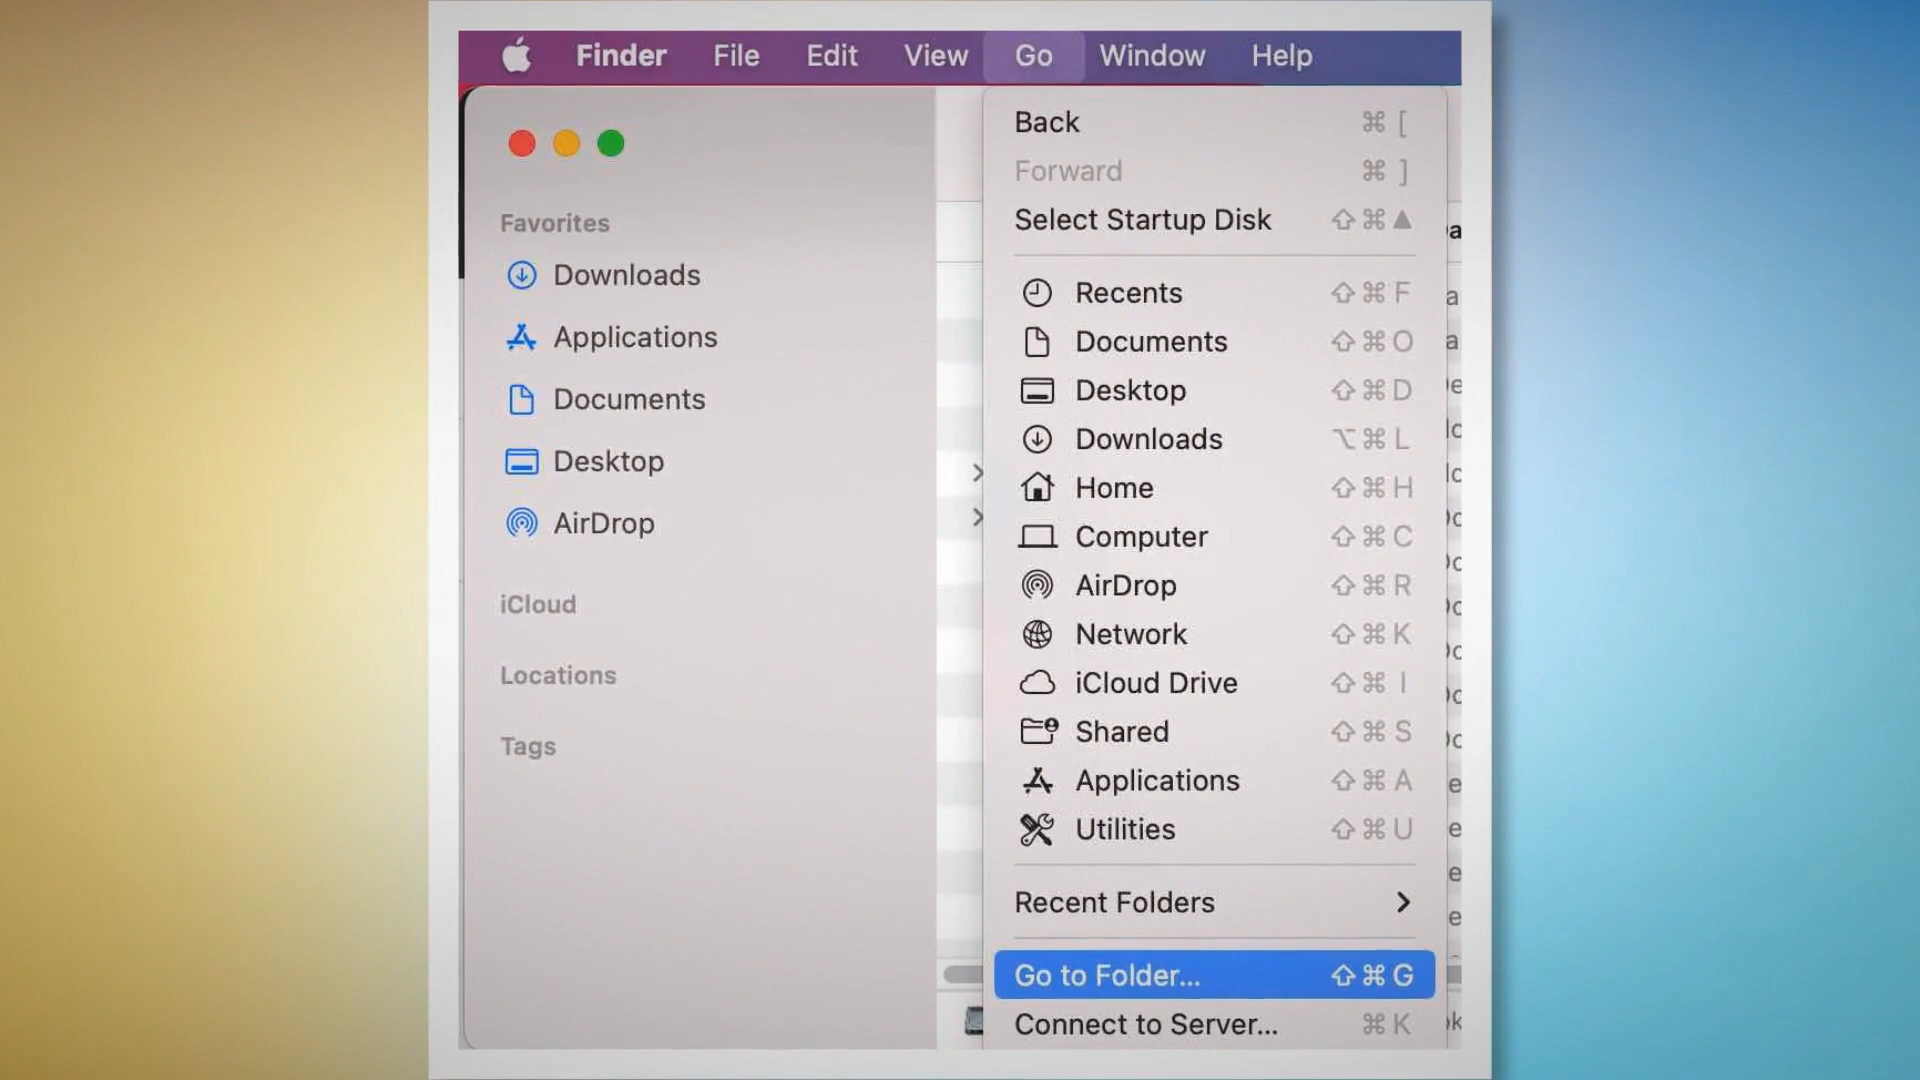 Finder File Edit View Go Window Help
Favorites
Downloads
Applications
Documents
Desktop
AirDrop
iCloud
Locations
Tags
Back ⌘ [
Forward ⌘ ]
Select Startup Disk ⇧⌘▲
Recents ⇧⌘F
Documents ⇧⌘O
Desktop ⇧⌘D
Downloads ⌥⌘L
Home ⇧⌘H
Computer ⇧⌘C
AirDrop ⇧⌘R
Network ⇧⌘K
iCloud Drive ⇧⌘I
Shared ⇧⌘S
Applications ⇧⌘A
Utilities ⇧⌘U
Recent Folders
Go to Folder... ⇧⌘G
Connect to Server... ⌘K